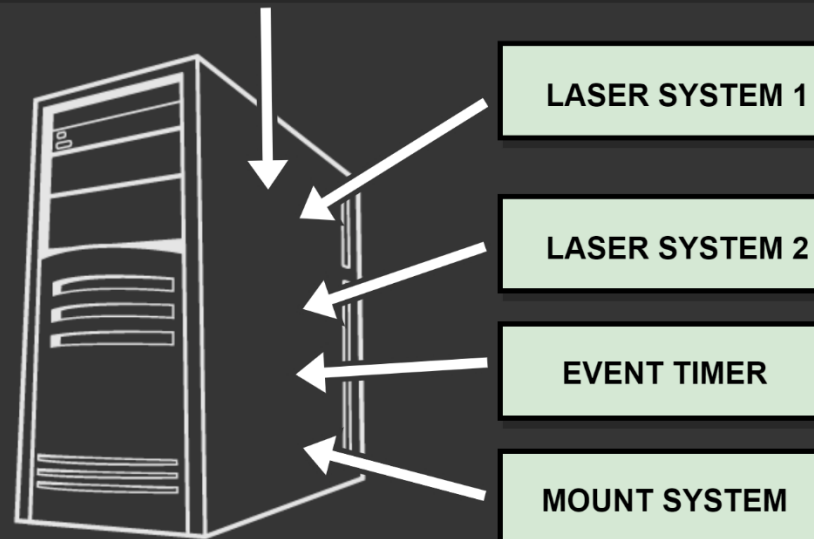 LASER SYSTEM 1
LASER SYSTEM 2
EVENT TIMER
MOUNT SYSTEM